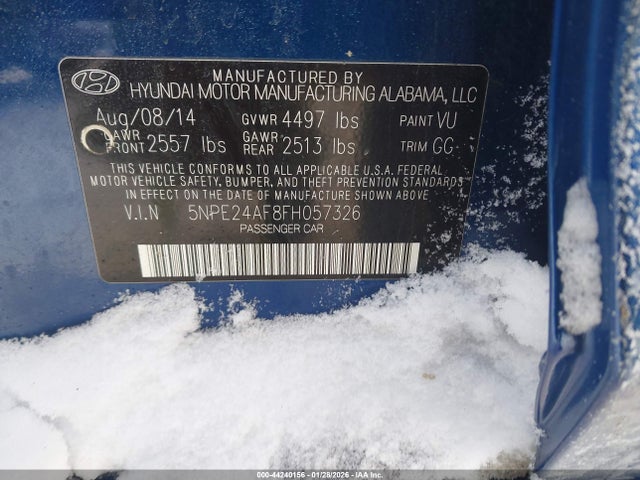 MANUFACTURED BY
HYUNDAI MOTOR MANUFACTURING ALABAMA, LLC
Aug/08/14 GVWR 4497 lbs PAINT VU
GAWR FRONT 2557 lbs GAWR REAR 2513 lbs TRIM GG
THIS VEHICLE CONFORMS TO ALL APPLICABLE U.S.A. FEDERAL
MOTOR VEHICLE SAFETY, BUMPER, AND THEFT PREVENTION STANDARDS
IN EFFECT ON THE DATE OF MANUFACTURE SHOWN ABOVE
V.I.N 5NPE24AF8FH057326
PASSENGER CAR
000-44240156 | 01/28/2026 - IAAI.COM